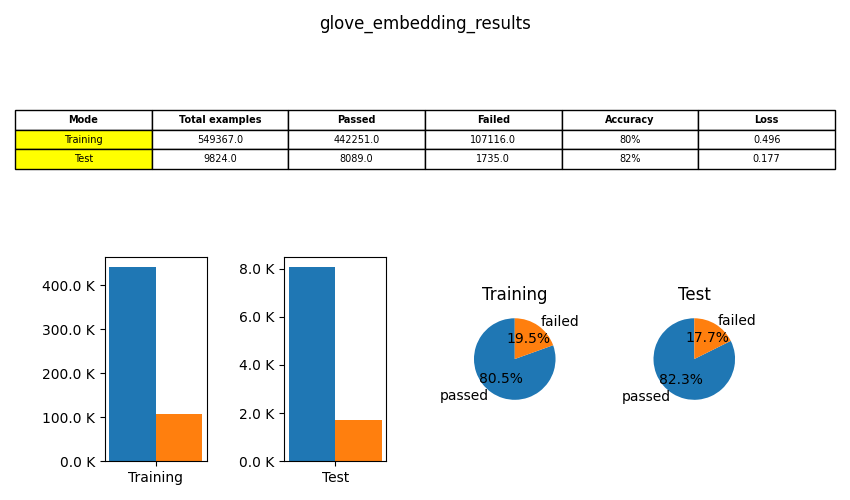 glove_embedding_results
Mode Total examples Passed Failed Accuracy Loss
Training 549367.0 442251.0 107116.0 80% 0.496
Test 9824.0 8089.0 1735.0 82% 0.177
400.0 K
300.0 K
200.0 K
100.0 K
0.0 K
Training
8.0 K
6.0 K
4.0 K
2.0 K
0.0 K
Test
Training
failed
19.5%
80.5%
passed
Test
failed
17.7%
82.3%
passed